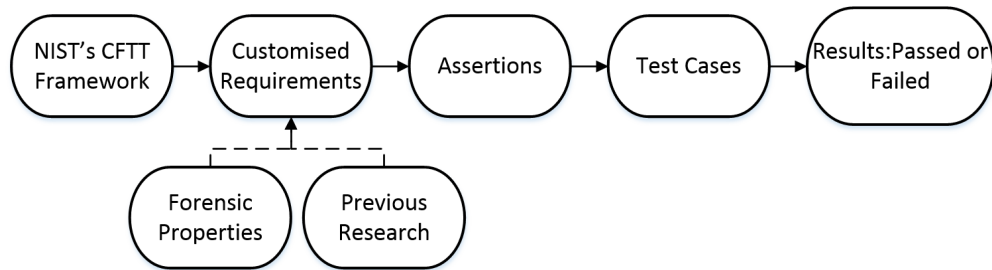 NIST’s CFTT
Framework
Customised
Requirements
Assertions
Test Cases
Results:Passed or
Failed
Forensic
Properties
Previous
Research